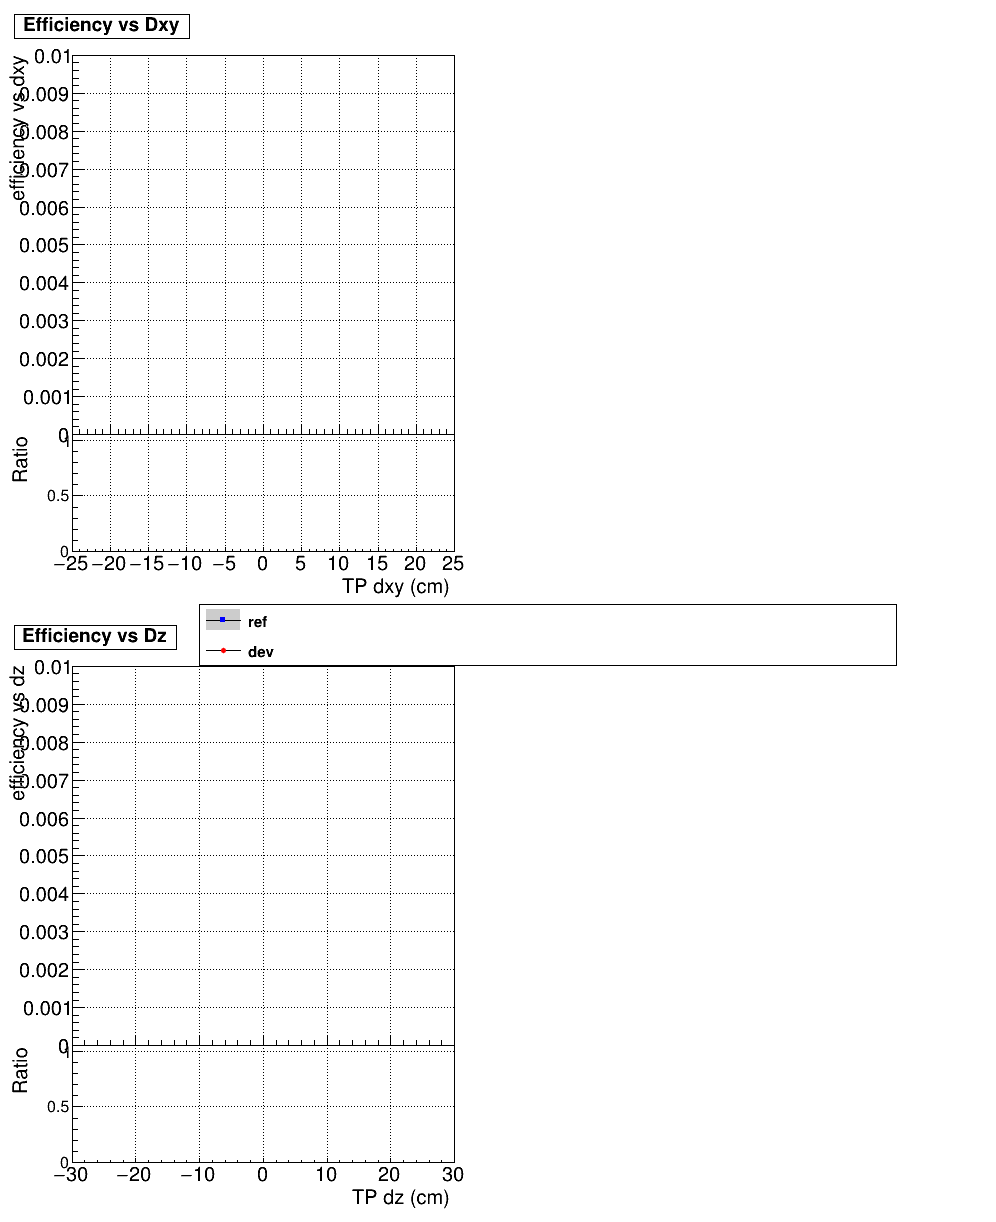 Efficiency vs Dxy
efficiency vs dxy
0.01
0.009
0.008
0.007
0.006
0.005
0.004
0.003
0.002
0.001
0
Ratio
1
0.5
0
−25 −20 −15 −10 −5 0 5 10 15 20 25
TP dxy (cm)
ref
dev
Efficiency vs Dz
efficiency vs dz
0.01
0.009
0.008
0.007
0.006
0.005
0.004
0.003
0.002
0.001
0
Ratio
1
0.5
0
−30 −20 −10 0 10 20 30
TP dz (cm)